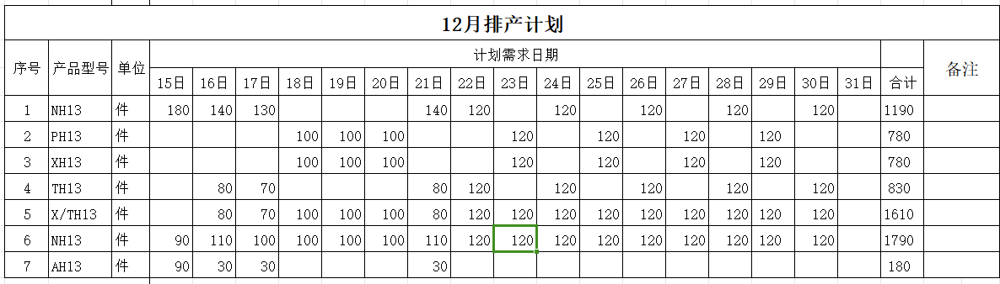 12月排产计划
序号 产品型号 单位 计划需求日期 备注
15日 16日 17日 18日 19日 20日 21日 22日 23日 24日 25日 26日 27日 28日 29日 30日 31日 合计
1 NH13 件 180 140 130 140 120 120 120 120 120 1190
2 PH13 件 100 100 100 120 120 120 120 780
3 XH13 件 100 100 100 120 120 120 120 780
4 TH13 件 80 70 80 120 120 120 120 120 830
5 X/TH13 件 80 70 100 100 100 80 120 120 120 120 120 120 120 120 120 1610
6 NH13 件 90 110 100 100 100 100 110 120 120 120 120 120 120 120 120 120 1790
7 AH13 件 90 30 30 30 180